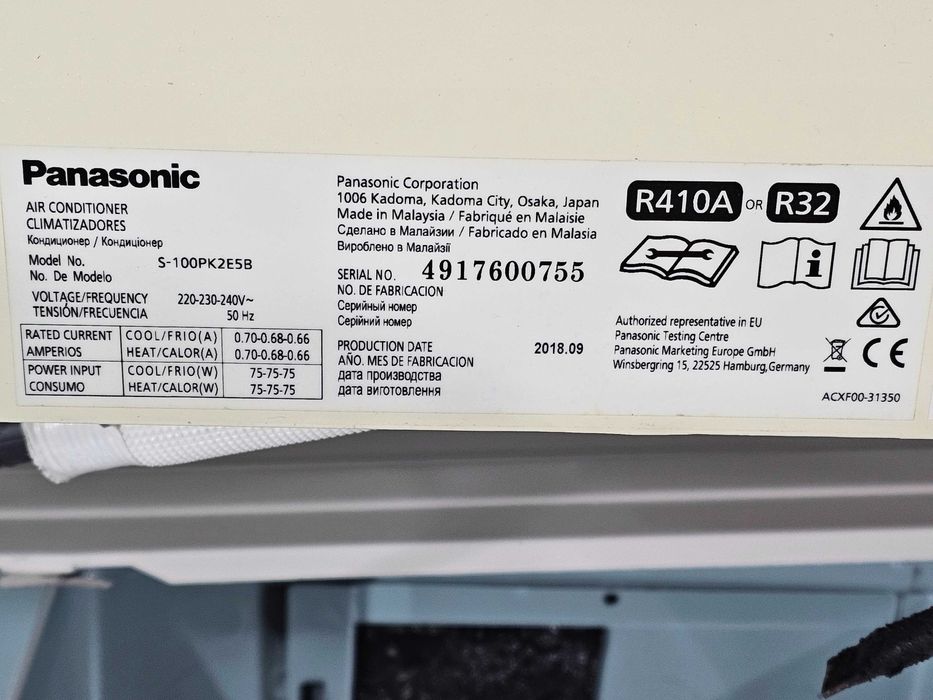 Panasonic
AIR CONDITIONER
CLIMATIZADORES
Кондиционер / Кондиціонер
Model No. S-100PK2E5B
No. De Modelo
VOLTAGE/FREQUENCY 220-230-240V~
TENSIÓN/FRECUENCIA 50 Hz
RATED CURRENT COOL/FRIO(A) 0.70-0.68-0.66
AMPERIOS HEAT/CALOR(A) 0.70-0.68-0.66
POWER INPUT COOL/FRIO(W) 75-75-75
CONSUMO HEAT/CALOR(W) 75-75-75
Panasonic Corporation
1006 Kadoma, Kadoma City, Osaka, Japan
Made in Malaysia / Fabriqué en Malaisie
Сделано в Малайзии / Fabricado en Malasia
Вироблено в Малайзії
SERIAL NO. 4917600755
NO. DE FABRICACION
Серийный номер
Серійний номер
PRODUCTION DATE 2018.09
AÑO. MES DE FABRICACION
дата производства
дата виготовлення
R410A OR R32
Authorized representative in EU
Panasonic Testing Centre
Panasonic Marketing Europe GmbH
Winsbergring 15, 22525 Hamburg,Germany
CE
ACXF00-31350